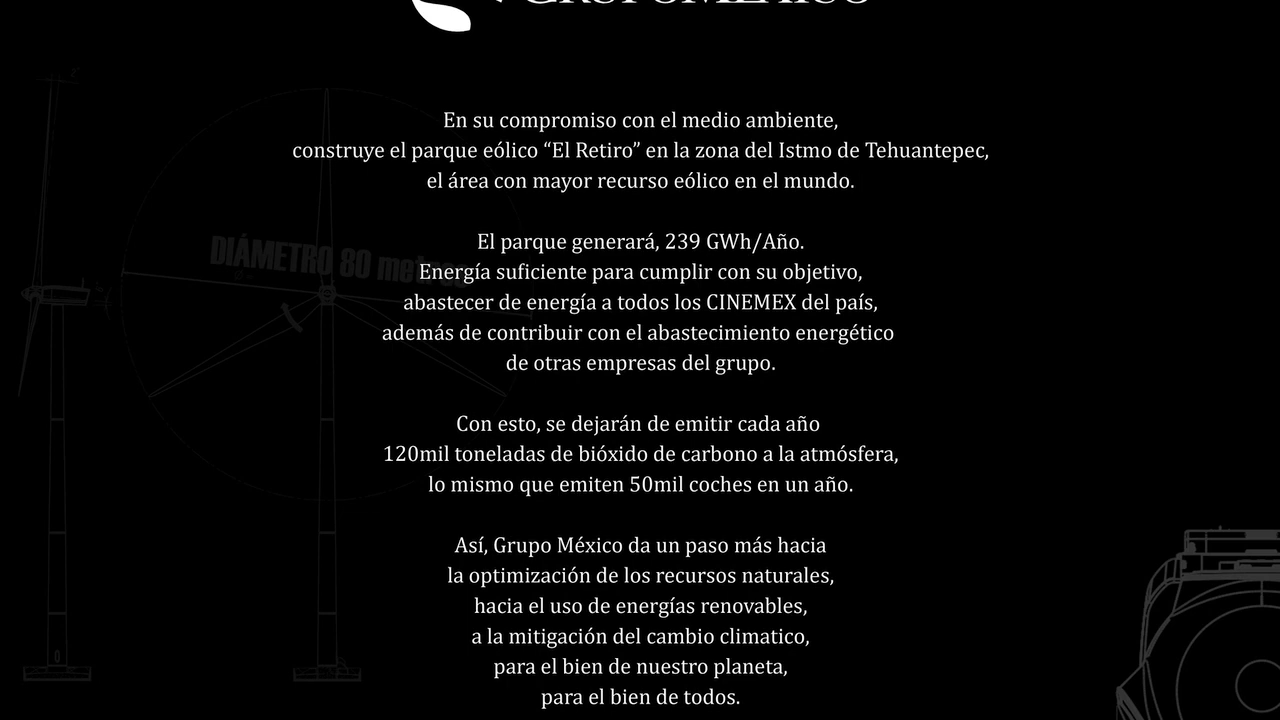 GRUPOMÉXICO
En su compromiso con el medio ambiente,
construye el parque eólico “El Retiro” en la zona del Istmo de Tehuantepec,
el área con mayor recurso eólico en el mundo.
El parque generará, 239 GWh/Año.
Energía suficiente para cumplir con su objetivo,
abastecer de energía a todos los CINEMEX del país,
además de contribuir con el abastecimiento energético
de otras empresas del grupo.
Con esto, se dejarán de emitir cada año
120mil toneladas de bióxido de carbono a la atmósfera,
lo mismo que emiten 50mil coches en un año.
Así, Grupo México da un paso más hacia
la optimización de los recursos naturales,
hacia el uso de energías renovables,
a la mitigación del cambio climatico,
para el bien de nuestro planeta,
para el bien de todos.
DIÁMETRO 80 metros